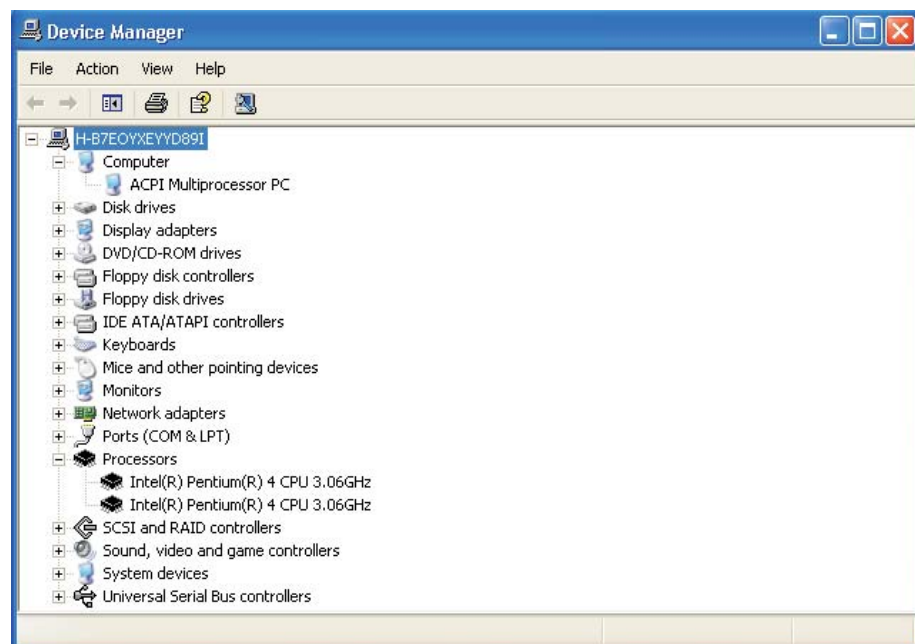 Device Manager
File Action View Help
H-B7EOYXEYYD89I
Computer
ACPI Multiprocessor PC
Disk drives
Display adapters
DVD/CD-ROM drives
Floppy disk controllers
Floppy disk drives
IDE ATA/ATAPI controllers
Keyboards
Mice and other pointing devices
Monitors
Network adapters
Ports (COM & LPT)
Processors
Intel(R) Pentium(R) 4 CPU 3.06GHz
Intel(R) Pentium(R) 4 CPU 3.06GHz
SCSI and RAID controllers
Sound, video and game controllers
System devices
Universal Serial Bus controllers